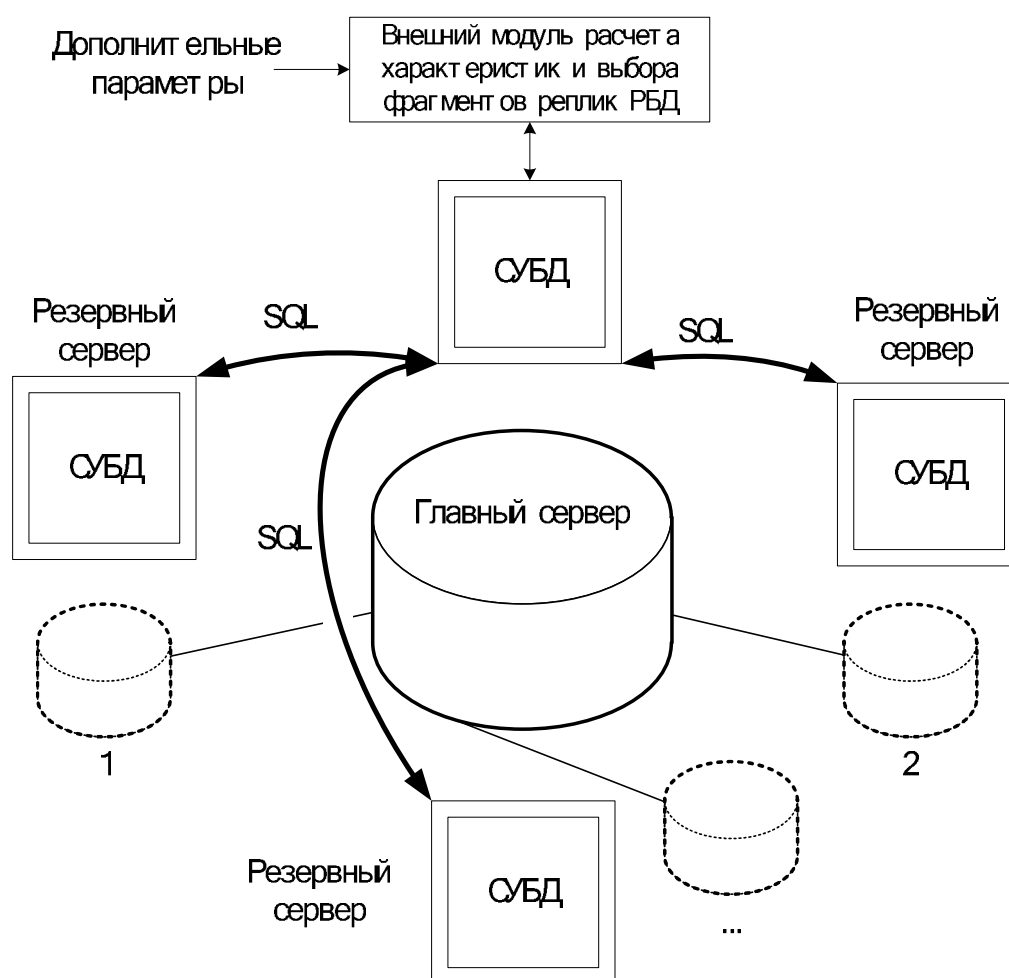 Дополнительные
параметры
Внешний модуль расчета
характеристик и выбора
фрагментов реплик РБД
СУБД
Резервный
сервер
SQL
SQL
Резервный
сервер
СУБД
СУБД
Главный сервер
SQL
1
2
Резервный
сервер
СУБД
...